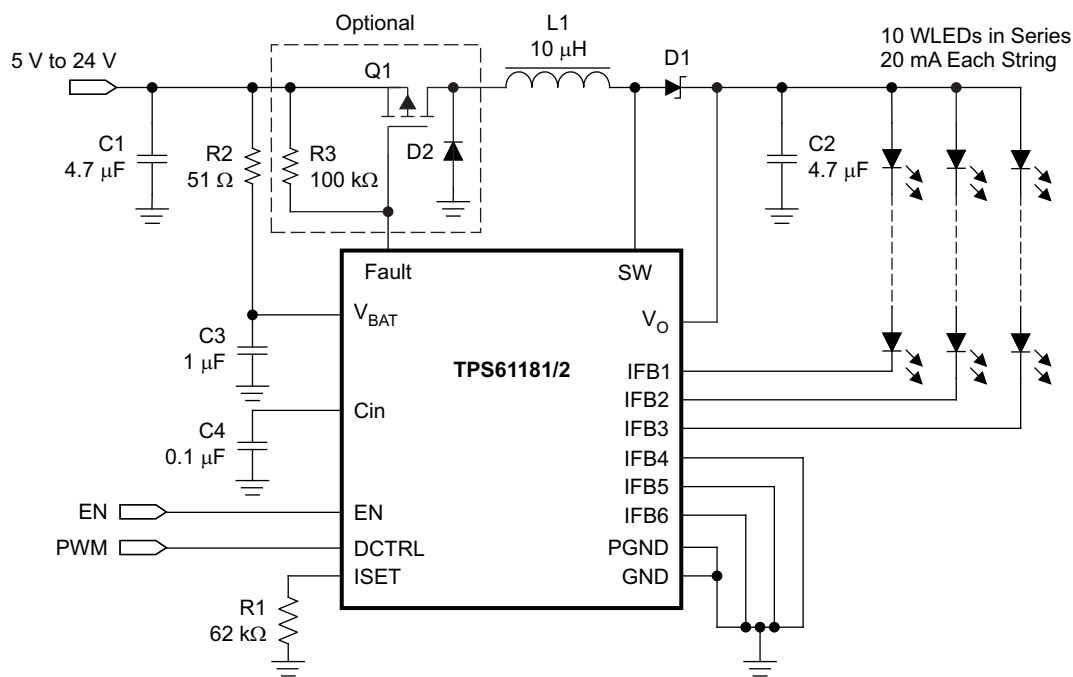 Optional
L1
10 μH
10 WLEDs in Series
20 mA Each String
5 V to 24 V
Q1
D1
C1
4.7 μF
R2
51 Ω
R3
100 kΩ
D2
C2
4.7 μF
Fault
SW
VBAT
VO
C3
1 μF
TPS61181/2
IFB1
IFB2
IFB3
IFB4
IFB5
IFB6
PGND
GND
Cin
C4
0.1 μF
EN
EN
PWM
DCTRL
ISET
R1
62 kΩ